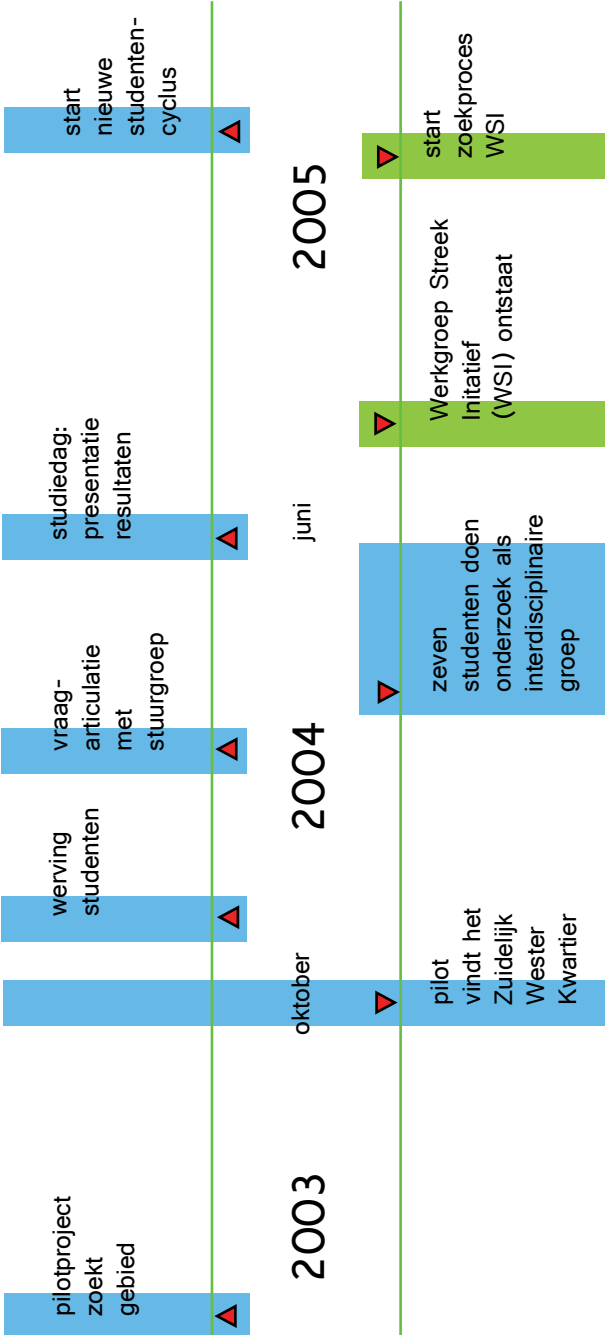 pilotproject
zoekt
gebied
werving
studenten
vraag-
articulatie
met
stuurgroep
studiedag:
presentatie
resultaten
start
nieuwe
studenten-
cyclus
2003
oktober
2004
juni
2005
pilot
vindt het
Zuidelijk
Wester
Kwartier
zeven
studenten doen
onderzoek als
interdisciplinaire
groep
Werkgroep Streek
Initatief
(WSI) ontstaat
start
zoekproces
WSI